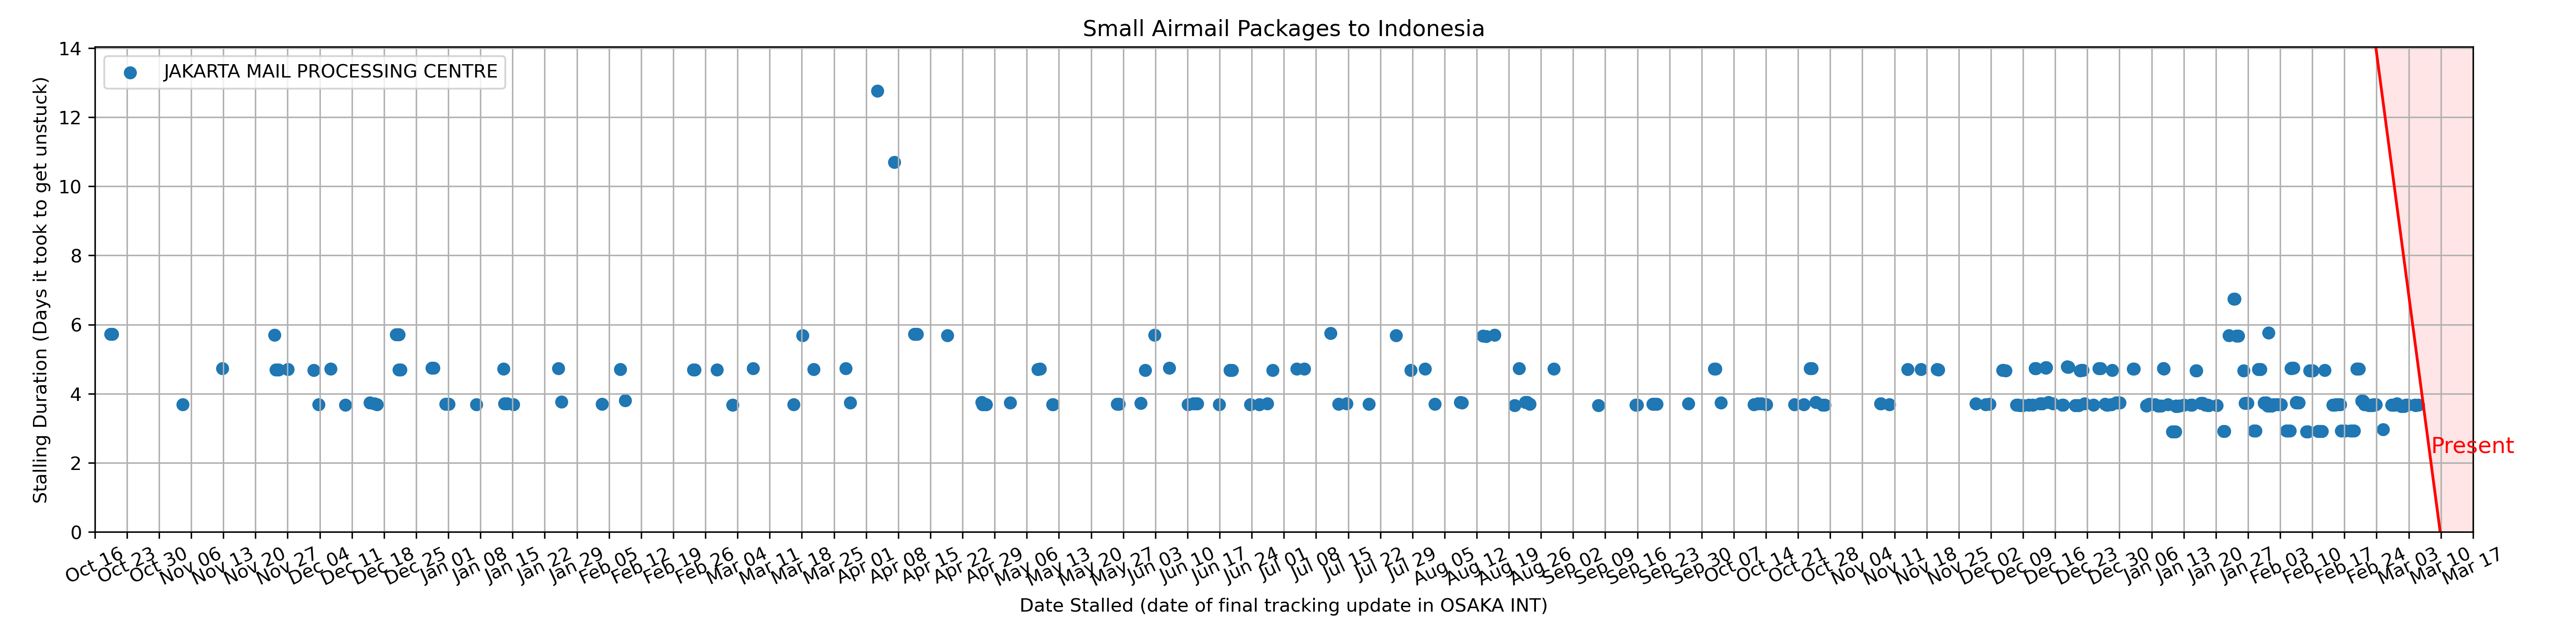 Small Airmail Packages to Indonesia
JAKARTA MAIL PROCESSING CENTRE
Stalling Duration (Days it took to get unstuck)
14
12
10
8
6
4
2
0
Present
Oct 16
Oct 23
Oct 30
Nov 06
Nov 13
Nov 20
Nov 27
Dec 04
Dec 11
Dec 18
Dec 25
Jan 01
Jan 08
Jan 15
Jan 22
Jan 29
Feb 05
Feb 12
Feb 19
Feb 26
Mar 04
Mar 11
Mar 18
Mar 25
Apr 01
Apr 08
Apr 15
Apr 22
Apr 29
May 06
May 13
May 20
May 27
Jun 03
Jun 10
Jun 17
Jun 24
Jul 01
Jul 08
Jul 15
Jul 22
Jul 29
Aug 05
Aug 12
Aug 19
Aug 26
Sep 02
Sep 09
Sep 16
Sep 23
Sep 30
Oct 07
Oct 14
Oct 21
Oct 28
Nov 04
Nov 11
Nov 18
Nov 25
Dec 02
Dec 09
Dec 16
Dec 23
Dec 30
Jan 06
Jan 13
Jan 20
Jan 27
Feb 03
Feb 10
Feb 17
Feb 24
Mar 03
Mar 10
Mar 17
Date Stalled (date of final tracking update in OSAKA INT)